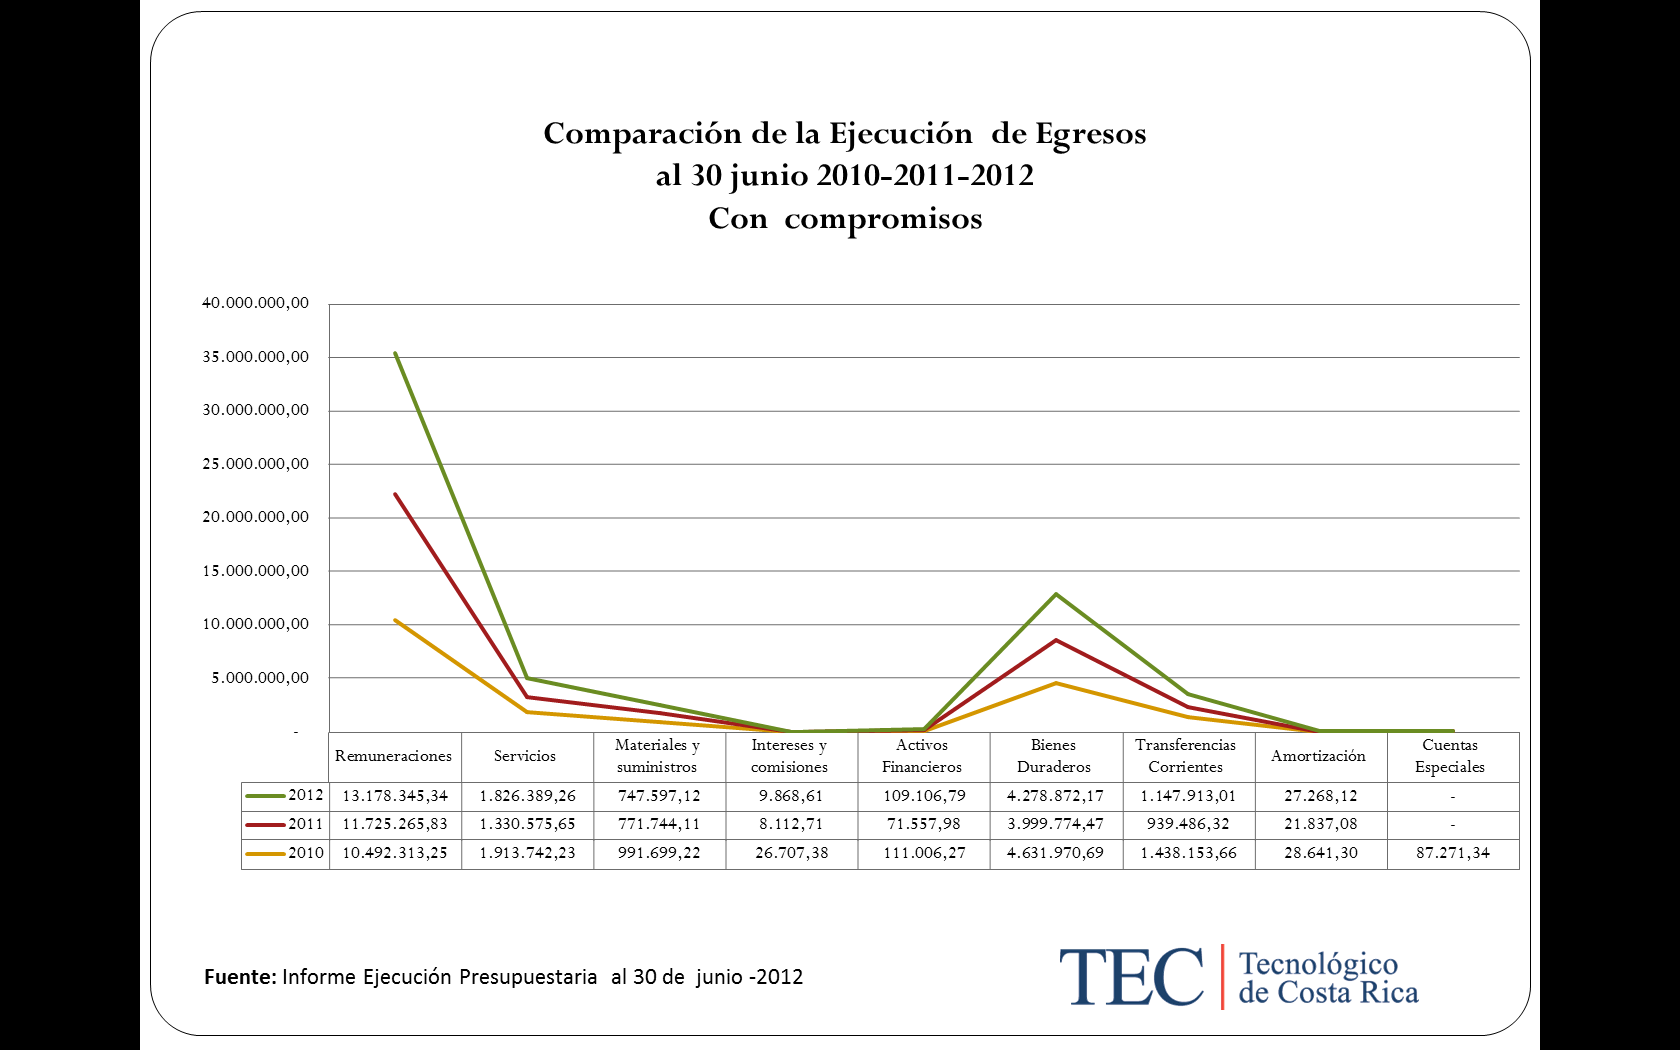 Comparación de la Ejecución de Egresos
al 30 junio 2010-2011-2012
Con compromisos
40.000.000,00
35.000.000,00
30.000.000,00
25.000.000,00
20.000.000,00
15.000.000,00
10.000.000,00
5.000.000,00
-
Remuneraciones Servicios Materiales y suministros Intereses y comisiones Activos Financieros Bienes Duraderos Transferencias Corrientes Amortización Cuentas Especiales
2012 13.178.345,34 1.826.389,26 747.597,12 9.868,61 109.106,79 4.278.872,17 1.147.913,01 27.268,12 -
2011 11.725.265,83 1.330.575,65 771.744,11 8.112,71 71.557,98 3.999.774,47 939.486,32 21.837,08 -
2010 10.492.313,25 1.913.742,23 991.699,22 26.707,38 111.006,27 4.631.970,69 1.438.153,66 28.641,30 87.271,34
Fuente: Informe Ejecución Presupuestaria al 30 de junio -2012
TEC
Tecnológico
de Costa Rica